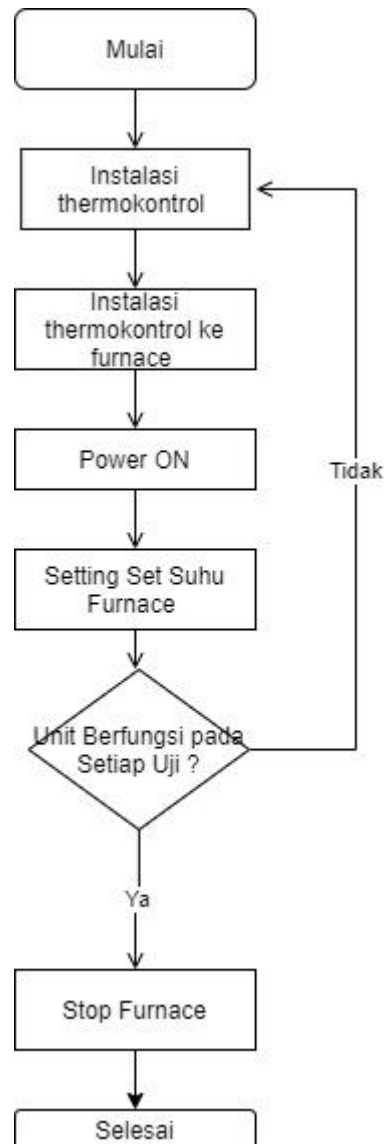 Mulai
Instalasi
thermokontrol
Instalasi
thermokontrol ke
furnace
Power ON
Tidak
Setting Set Suhu
Furnace
Unit Berfungsi pada
Setiap Uji ?
Ya
Stop Furnace
Selesai